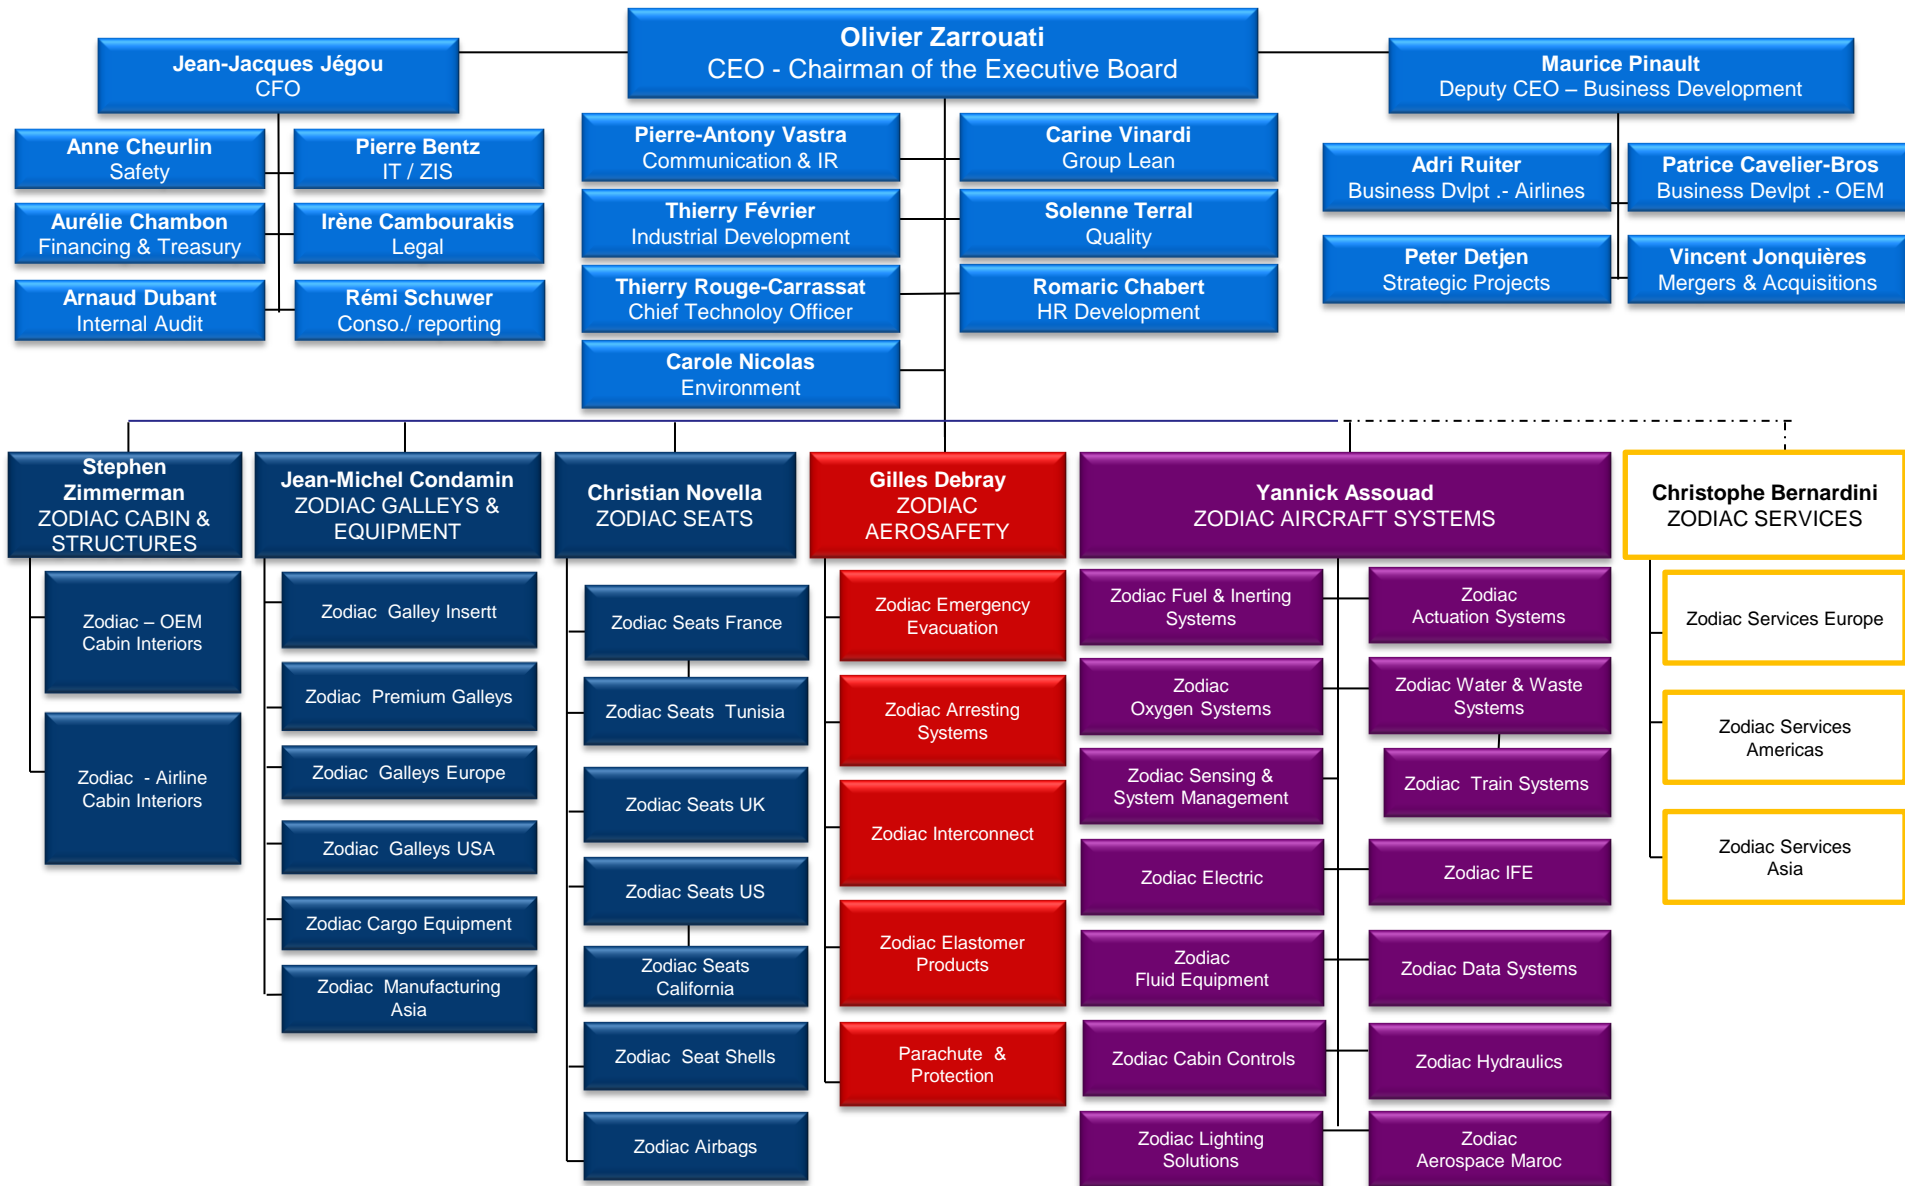 Olivier Zarrouati
CEO - Chairman of the Executive Board
Jean-Jacques Jégou
CFO
Maurice Pinault
Deputy CEO – Business Development
Anne Cheurlin
Safety
Pierre Bentz
IT / ZIS
Aurélie Chambon
Financing & Treasury
Irène Cambourakis
Legal
Arnaud Dubant
Internal Audit
Rémi Schuwer
Conso./ reporting
Pierre-Antony Vastra
Communication & IR
Carine Vinardi
Group Lean
Thierry Février
Industrial Development
Solenne Terral
Quality
Thierry Rouge-Carrassat
Chief Technoloy Officer
Romaric Chabert
HR Development
Carole Nicolas
Environment
Adri Ruiter
Business Dvlpt .- Airlines
Patrice Cavelier-Bros
Business Devlpt .- OEM
Peter Detjen
Strategic Projects
Vincent Jonquières
Mergers & Acquisitions
Stephen
Zimmerman
ZODIAC CABIN &
STRUCTURES
Zodiac – OEM
Cabin Interiors
Zodiac - Airline
Cabin Interiors
Jean-Michel Condamin
ZODIAC GALLEYS &
EQUIPMENT
Zodiac Galley Insertt
Zodiac Premium Galleys
Zodiac Galleys Europe
Zodiac Galleys USA
Zodiac Cargo Equipment
Zodiac Manufacturing
Asia
Christian Novella
ZODIAC SEATS
Zodiac Seats France
Zodiac Seats Tunisia
Zodiac Seats UK
Zodiac Seats US
Zodiac Seats
California
Zodiac Seat Shells
Zodiac Airbags
Gilles Debray
ZODIAC
AEROSAFETY
Zodiac Emergency
Evacuation
Zodiac Arresting
Systems
Zodiac Interconnect
Zodiac Elastomer
Products
Parachute &
Protection
Yannick Assouad
ZODIAC AIRCRAFT SYSTEMS
Zodiac Fuel & Inerting
Systems
Zodiac
Actuation Systems
Zodiac
Oxygen Systems
Zodiac Water & Waste
Systems
Zodiac Sensing &
System Management
Zodiac Train Systems
Zodiac Electric
Zodiac IFE
Zodiac
Fluid Equipment
Zodiac Data Systems
Zodiac Cabin Controls
Zodiac Hydraulics
Zodiac Lighting
Solutions
Zodiac
Aerospace Maroc
Christophe Bernardini
ZODIAC SERVICES
Zodiac Services Europe
Zodiac Services
Americas
Zodiac Services
Asia